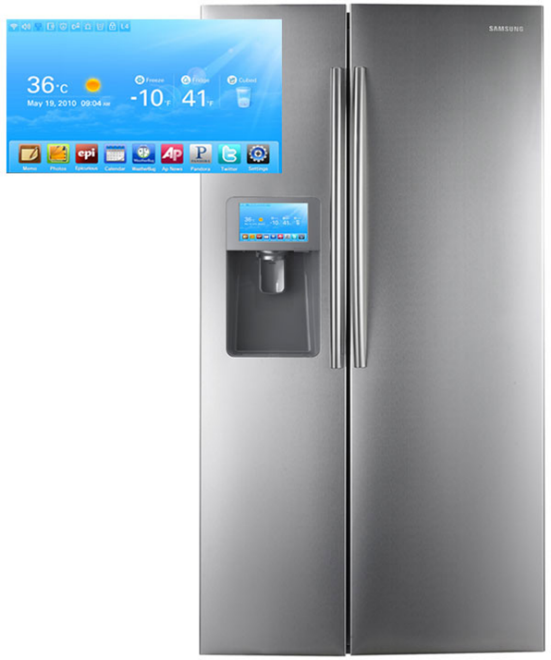 SAMSUNG
36°C
Freeze
Fridge
Cubed
-10°F
41°F
May 19, 2010 09:04 AM
epi
Ap
P
t
Memo
Photos
Epicurious
Calendar
WeatherBug
Ap News
Pandora
Twitter
Settings